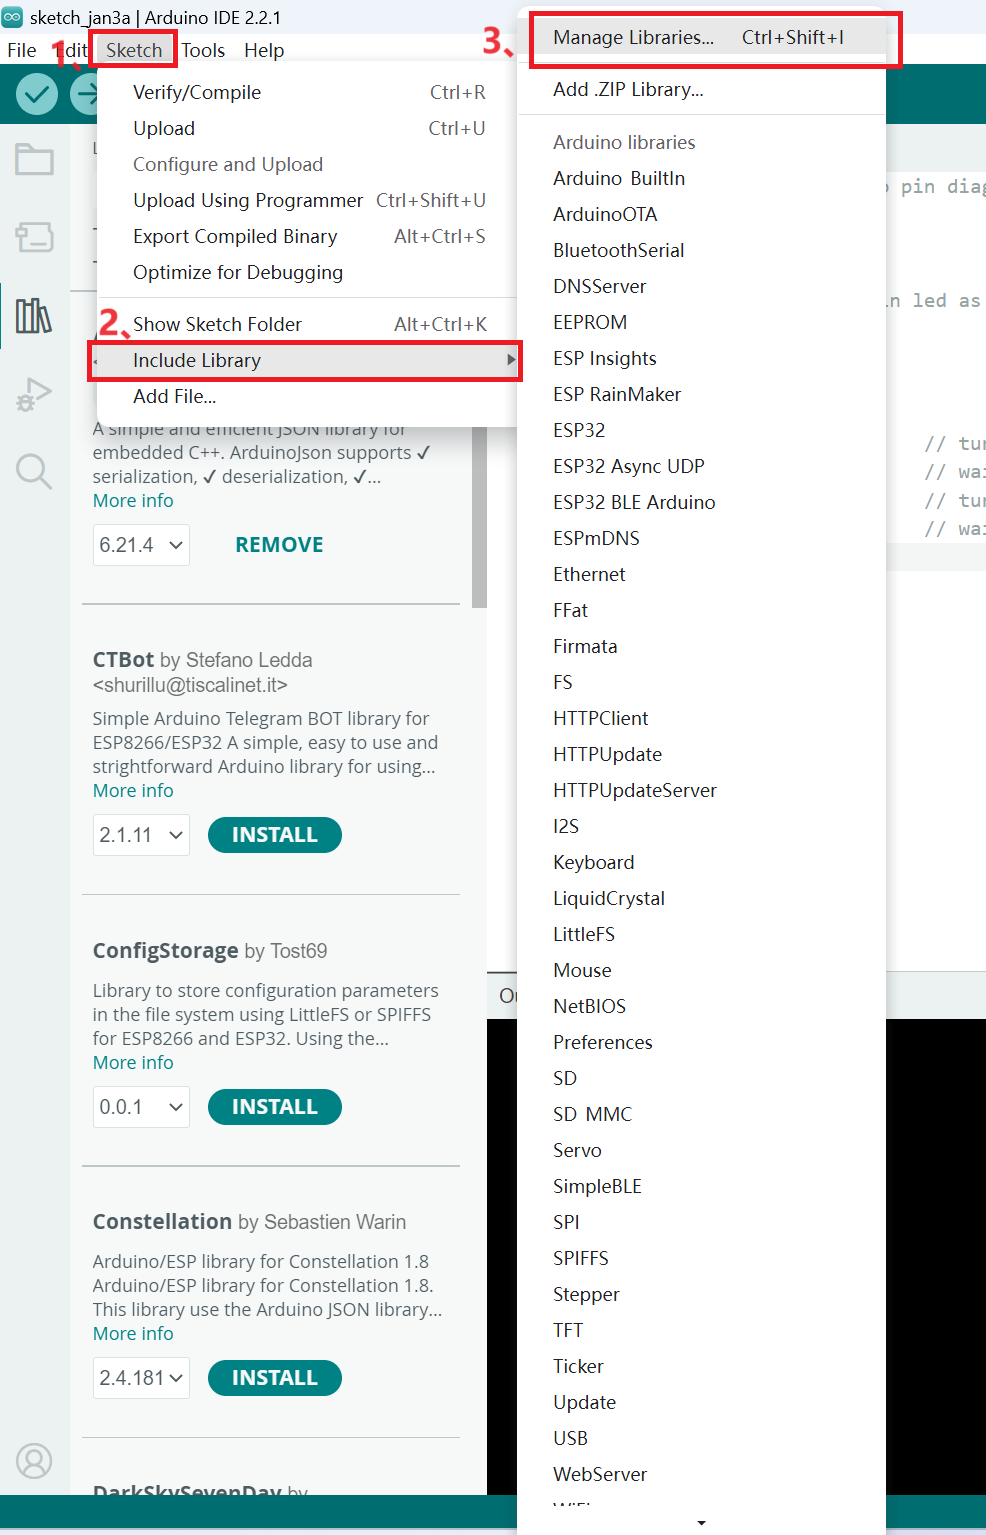 sketch_jan3a | Arduino IDE 2.2.1
File Edit Sketch Tools Help
1、
Verify/Compile Ctrl+R
Upload Ctrl+U
Configure and Upload
Upload Using Programmer Ctrl+Shift+U
Export Compiled Binary Alt+Ctrl+S
Optimize for Debugging
2、
Show Sketch Folder Alt+Ctrl+K
Include Library
Add File...
3、
Manage Libraries... Ctrl+Shift+I
Add .ZIP Library...
Arduino libraries
Arduino BuiltIn
ArduinoOTA
BluetoothSerial
DNSServer
EEPROM
ESP Insights
ESP RainMaker
ESP32
ESP32 Async UDP
ESP32 BLE Arduino
ESPmDNS
Ethernet
FFat
Firmata
FS
HTTPClient
HTTPUpdate
HTTPUpdateServer
I2S
Keyboard
LiquidCrystal
LittleFS
Mouse
NetBIOS
Preferences
SD
SD MMC
Servo
SimpleBLE
SPI
SPIFFS
Stepper
TFT
Ticker
Update
USB
WebServer
WiFi
A simple and efficient JSON library for
embedded C++. ArduinoJson supports ✓
serialization, ✓ deserialization, ✓...
More info
6.21.4 REMOVE
CTBot by Stefano Ledda
<shurillu@tiscalinet.it>
Simple Arduino Telegram BOT library for
ESP8266/ESP32 A simple, easy to use and
strightforward Arduino library for using...
More info
2.1.11 INSTALL
ConfigStorage by Tost69
Library to store configuration parameters
in the file system using LittleFS or SPIFFS
for ESP8266 and ESP32. Using the...
More info
0.0.1 INSTALL
Constellation by Sebastien Warin
Arduino/ESP library for Constellation 1.8
Arduino/ESP library for Constellation 1.8.
This library use the Arduino JSON library...
More info
2.4.181 INSTALL
DarkSkySevenDay by
pin diag
n led as
// tur
// wai
// tur
// wai
Ou